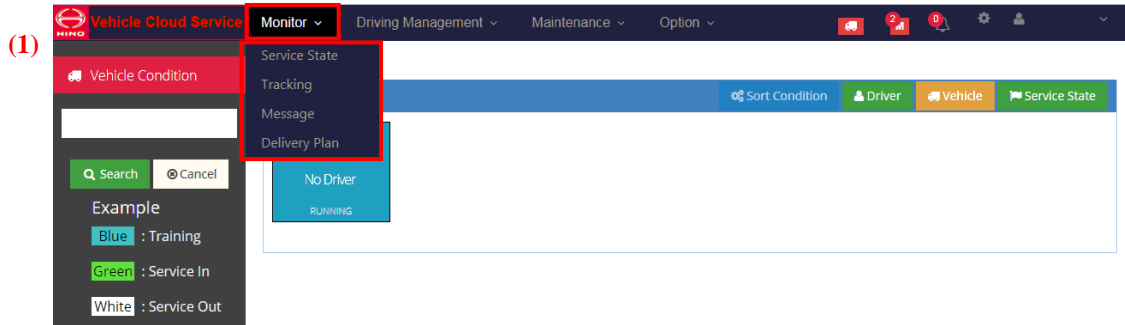 HINO Vehicle Cloud Service Monitor Driving Management Maintenance Option 2 0
(1)
Service State
Tracking
Message
Delivery Plan
Vehicle Condition
Search Cancel
Example
Blue : Training
Green : Service In
White : Service Out
Sort Condition Driver Vehicle Service State
No Driver
RUNNING